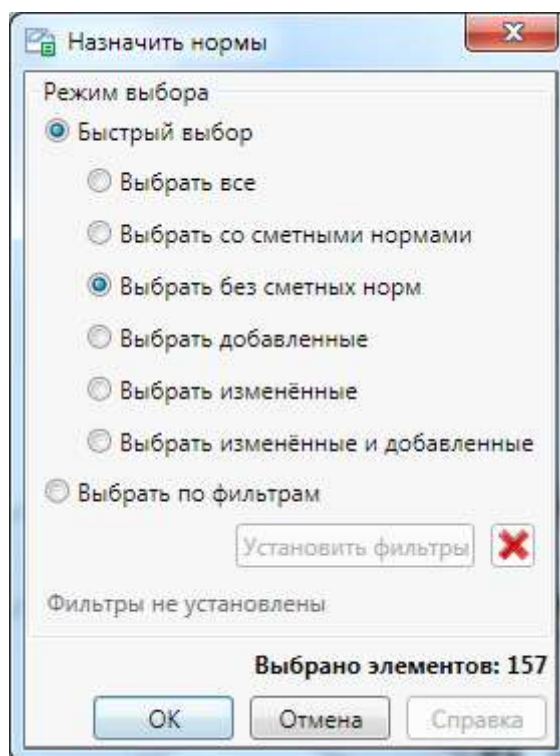 Назначить нормы
Режим выбора
Быстрый выбор
Выбрать все
Выбрать со сметными нормами
Выбрать без сметных норм
Выбрать добавленные
Выбрать изменённые
Выбрать изменённые и добавленные
Выбрать по фильтрам
Установить фильтры
Фильтры не установлены
Выбрано элементов: 157
ОК Отмена Справка